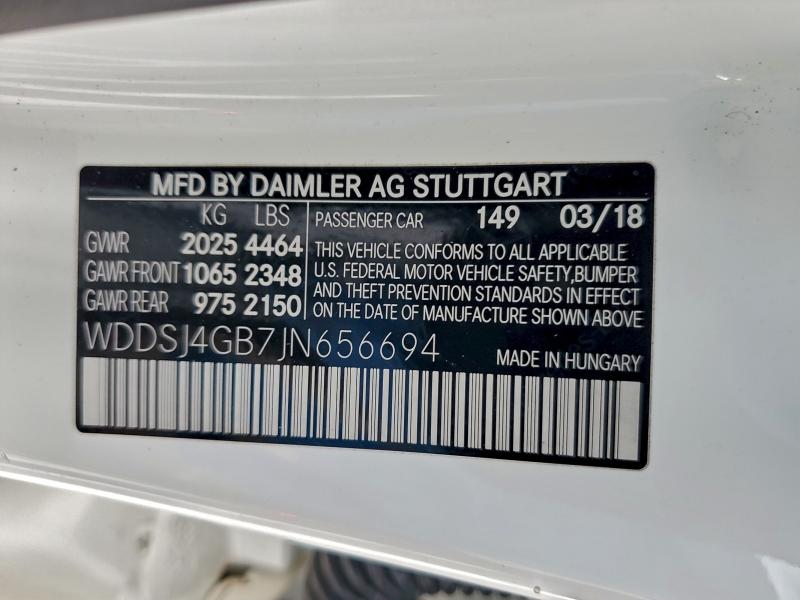 MFD BY DAIMLER AG STUTTGART
KG LBS
GVWR 2025 4464
GAWR FRONT 1065 2348
GAWR REAR 975 2150
PASSENGER CAR 149 03/18
THIS VEHICLE CONFORMS TO ALL APPLICABLE
U.S. FEDERAL MOTOR VEHICLE SAFETY,BUMPER
AND THEFT PREVENTION STANDARDS IN EFFECT
ON THE DATE OF MANUFACTURE SHOWN ABOVE
WDDSJ4GB7JN656694
MADE IN HUNGARY